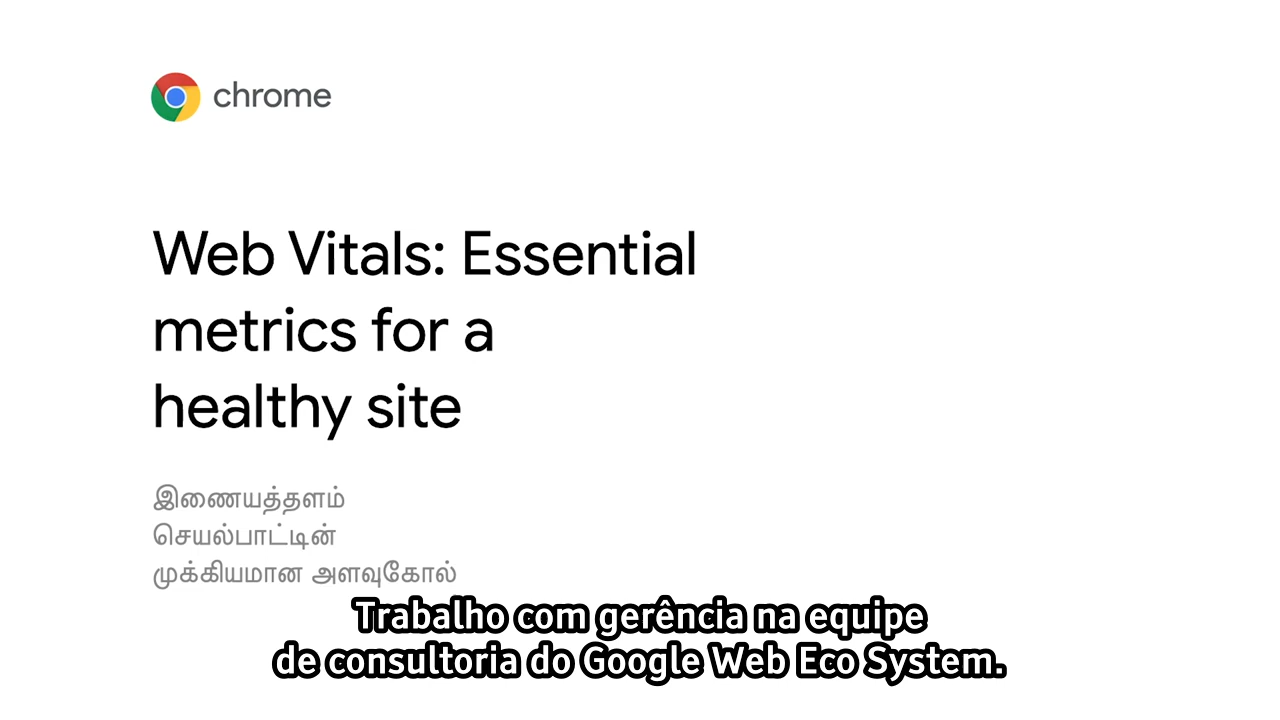 chrome
Web Vitals: Essential
metrics for a
healthy site
இணையத்தளம்
செயல்பாட்டின்
முக்கியமான அளவுகோல்
Trabalho com gerência na equipe
de consultoria do Google Web Eco System.